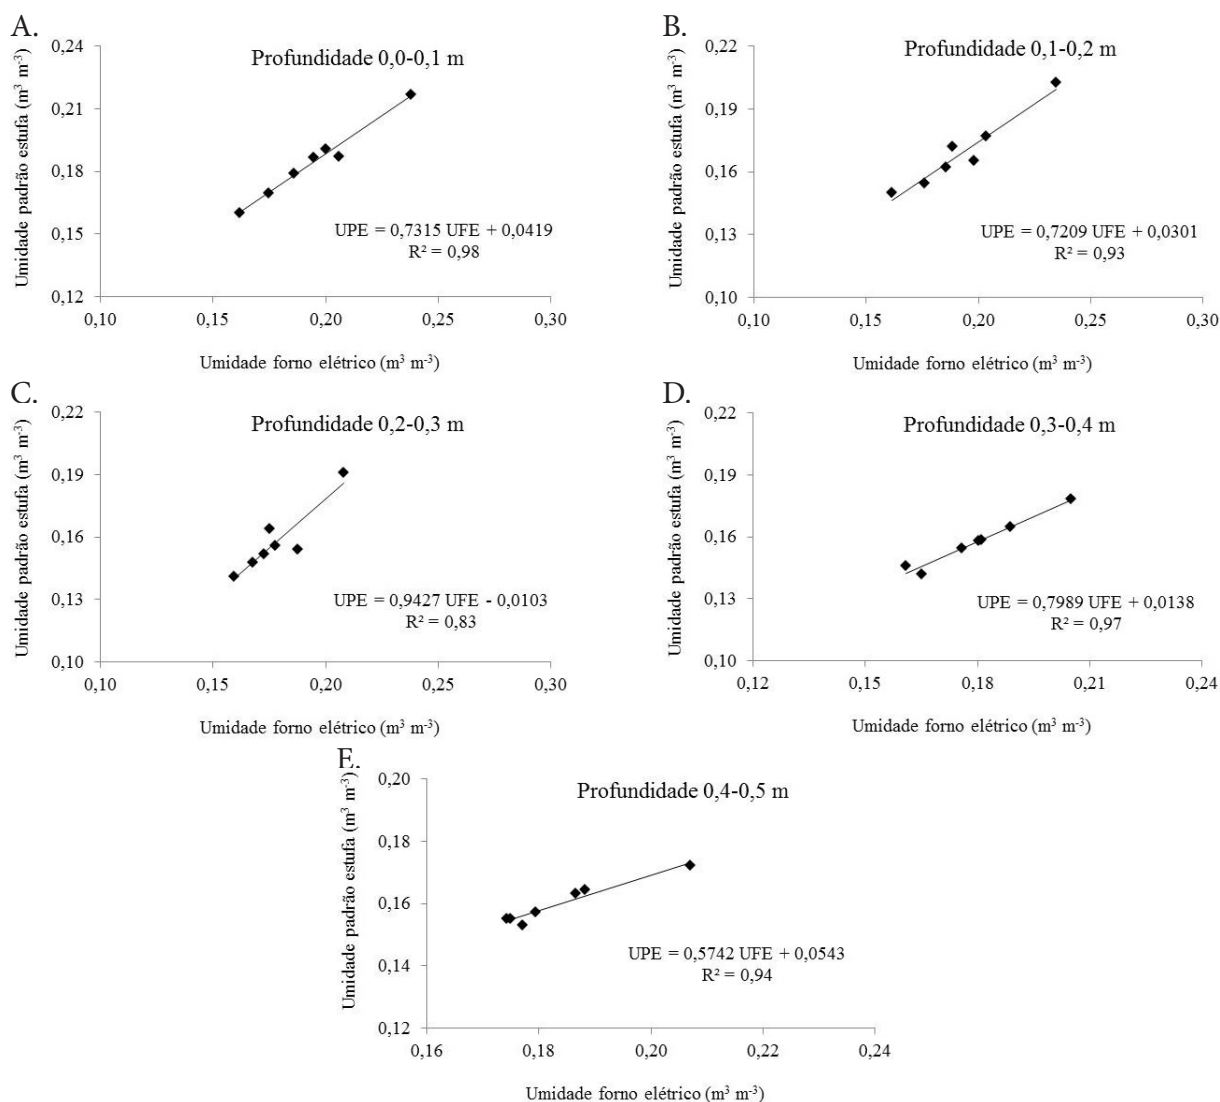 A.
Profundidade 0,0-0,1 m
Umidade padrão estufa (m³ m⁻³)
0,24
0,21
0,18
0,15
0,12
UPE = 0,7315 UFE + 0,0419
R² = 0,98
0,10 0,15 0,20 0,25 0,30
Umidade forno elétrico (m³ m⁻³)
B.
Profundidade 0,1-0,2 m
Umidade padrão estufa (m³ m⁻³)
0,22
0,19
0,16
0,13
0,10
UPE = 0,7209 UFE + 0,0301
R² = 0,93
0,10 0,15 0,20 0,25 0,30
Umidade forno elétrico (m³ m⁻³)
C.
Profundidade 0,2-0,3 m
Umidade padrão estufa (m³ m⁻³)
0,22
0,19
0,16
0,13
0,10
UPE = 0,9427 UFE - 0,0103
R² = 0,83
0,10 0,15 0,20 0,25 0,30
Umidade forno elétrico (m³ m⁻³)
D.
Profundidade 0,3-0,4 m
Umidade padrão estufa (m³ m⁻³)
0,22
0,19
0,16
0,13
0,10
UPE = 0,7989 UFE + 0,0138
R² = 0,97
0,12 0,15 0,18 0,21 0,24
Umidade forno elétrico (m³ m⁻³)
E.
Profundidade 0,4-0,5 m
Umidade padrão estufa (m³ m⁻³)
0,20
0,18
0,16
0,14
0,12
UPE = 0,5742 UFE + 0,0543
R² = 0,94
0,16 0,18 0,20 0,22 0,24
Umidade forno elétrico (m³ m⁻³)